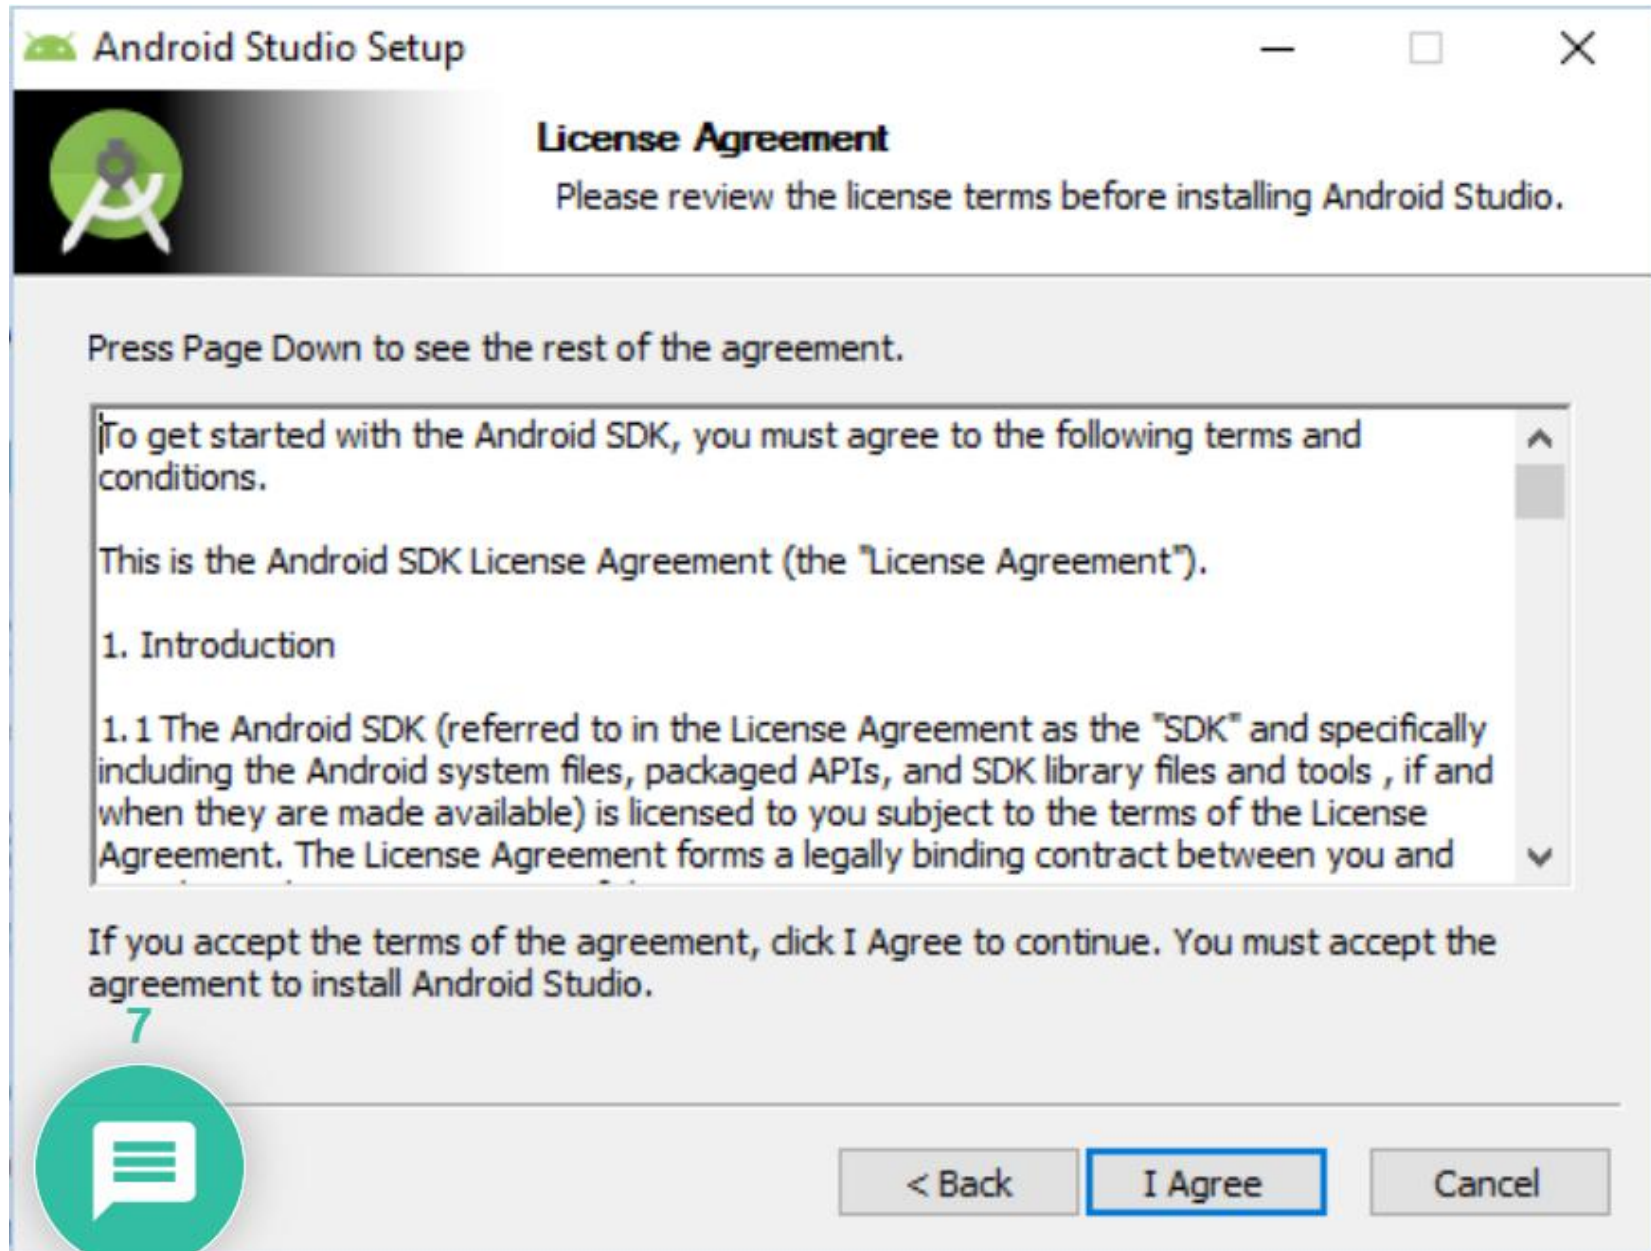 Android Studio Setup
License Agreement
Please review the license terms before installing Android Studio.
Press Page Down to see the rest of the agreement.
To get started with the Android SDK, you must agree to the following terms and
conditions.
This is the Android SDK License Agreement (the "License Agreement").
1. Introduction
1.1 The Android SDK (referred to in the License Agreement as the "SDK" and specifically
including the Android system files, packaged APIs, and SDK library files and tools , if and
when they are made available) is licensed to you subject to the terms of the License
Agreement. The License Agreement forms a legally binding contract between you and
If you accept the terms of the agreement, click I Agree to continue. You must accept the
agreement to install Android Studio.
7
< Back
I Agree
Cancel